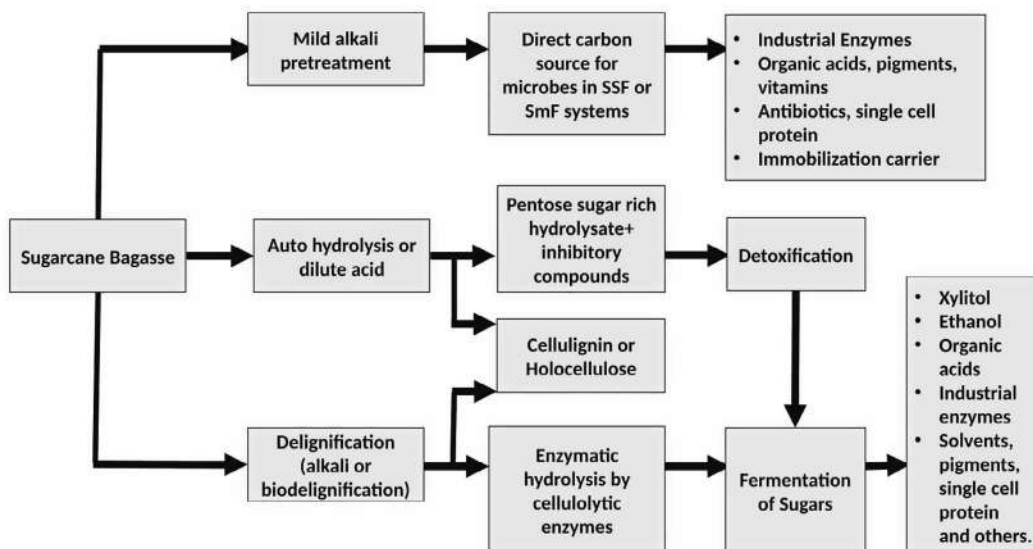 Mild alkali
pretreatment
Direct carbon
source for
microbes in SSF or
SmF systems
• Industrial Enzymes
• Organic acids, pigments,
vitamins
• Antibiotics, single cell
protein
• Immobilization carrier
Sugarcane Bagasse
Auto hydrolysis or
dilute acid
Pentose sugar rich
hydrolysate+
inhibitory
compounds
Detoxification
Cellulignin or
Holocellulose
Delignification
(alkali or
biodelignification)
Enzymatic
hydrolysis by
cellulolytic
enzymes
Fermentation
of Sugars
• Xylitol
• Ethanol
• Organic
acids
• Industrial
enzymes
• Solvents,
pigments,
single cell
protein
and others.